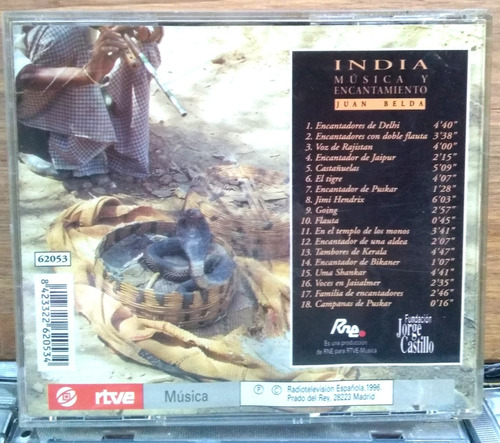 INDIA
MÚSICA Y
ENCANTAMIENTO
JUAN BELDA
1. Encantadores de Delhi 4'40"
2. Encantadores con doble flauta 3'38"
3. Voz de Rajistan 4'00"
4. Encantador de Jaipur 2'15"
5. Castañuelas 5'09"
6. El tigre 4'07"
7. Encantador de Puskar 1'28"
8. Jimi Hendrix 6'03"
9. Going 2'57"
10. Flauta 0'45"
11. En el templo de los monos 3'41"
12. Encantador de una aldea 2'07"
13. Tambores de Kerala 4'47"
14. Encantador de Bikaner 1'07"
15. Uma Shankar 4'41"
16. Voces en Jaisalmer 2'35"
17. Familia de encantadores 2'46"
18. Campanas de Puskar 0'16"
Rne
Es una producción
de RNE para RTVE-Música
Fundación
Jorge
Castillo
62053
8423522620534
rtve
Música
P C Radiotelevisión Española,1996.
Prado del Rey. 28223 Madrid